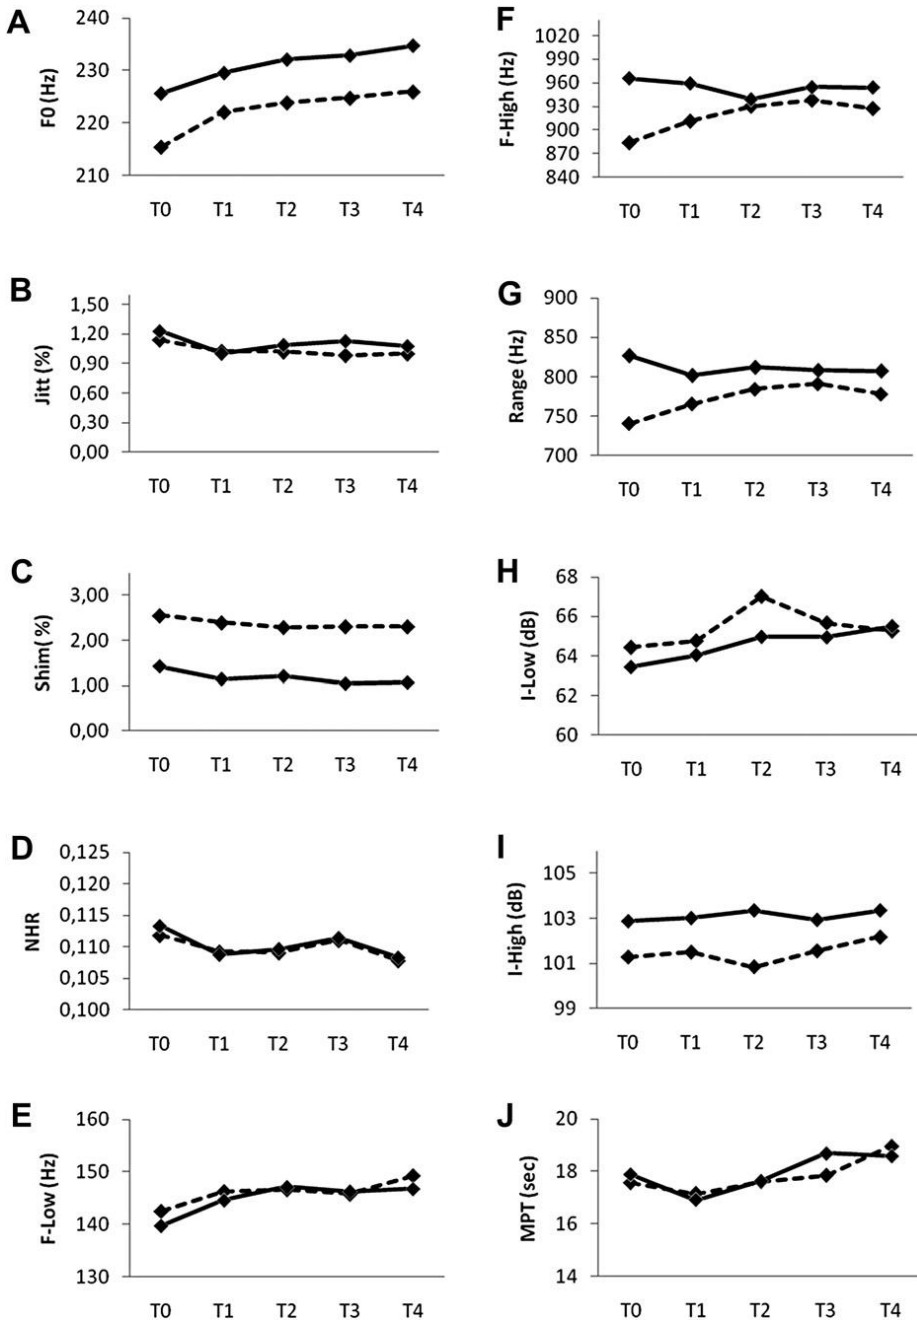 A
F0 (Hz)
240
230
220
210
T0 T1 T2 T3 T4
B
Jitt (%)
1,50
1,20
0,90
0,60
0,30
0,00
T0 T1 T2 T3 T4
C
Shim( %)
3,00
2,00
1,00
0,00
T0 T1 T2 T3 T4
D
NHR
0,125
0,120
0,115
0,110
0,105
0,100
T0 T1 T2 T3 T4
E
F-Low (Hz)
160
150
140
130
T0 T1 T2 T3 T4
F
F-High (Hz)
1020
990
960
930
900
870
840
T0 T1 T2 T3 T4
G
Range (Hz)
900
850
800
750
700
T0 T1 T2 T3 T4
H
I-Low (dB)
68
66
64
62
60
T0 T1 T2 T3 T4
I
I-High (dB)
105
103
101
99
T0 T1 T2 T3 T4
J
MPT (sec)
20
18
16
14
T0 T1 T2 T3 T4